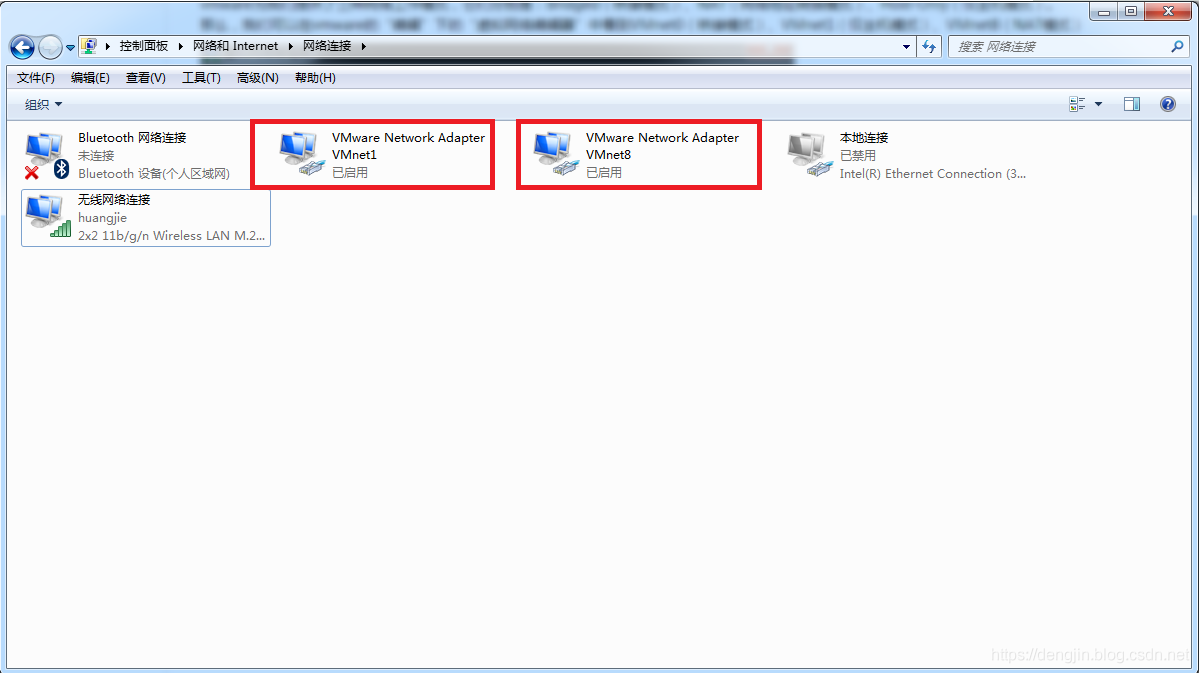 控制面板 网络和 Internet 网络连接
搜索 网络连接
文件(F) 编辑(E) 查看(V) 工具(T) 高级(N) 帮助(H)
组织
Bluetooth 网络连接
未连接
Bluetooth 设备(个人区域网)
VMware Network Adapter
VMnet1
已启用
VMware Network Adapter
VMnet8
已启用
本地连接
已禁用
Intel(R) Ethernet Connection (3...
无线网络连接
huangjie
2x2 11b/g/n Wireless LAN M.2...
https://dengjin.blog.csdn.net